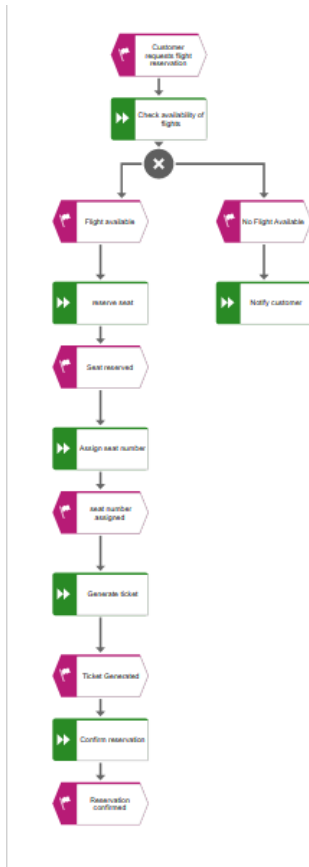 Customer
requests flight
reservation
Check availability of
flights
Flight available
No Flight Available
reserve seat
Notify customer
Seat reserved
Assign seat number
seat number
assigned
Generate ticket
Ticket Generated
Confirm reservation
Reservation
confirmed